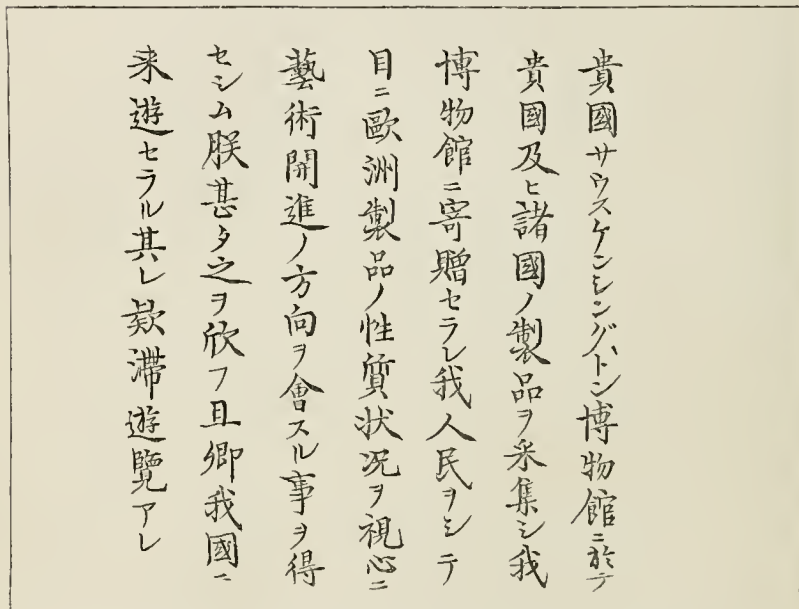 貴國サウスケンシングハトン博物館ニ於テ
貴國及ヒ諸國ノ製品ヲ采集シ我
博物館ニ寄贈セラレ我人民ヲシテ
目ニ歐洲製品ノ性質状况ヲ視心ニ
藝術開進ノ方向ヲ會スル事ヲ得
セシム朕甚タ之ヲ欣フ且卿我國ニ
来遊セラル其レ欵滞遊覽アレ